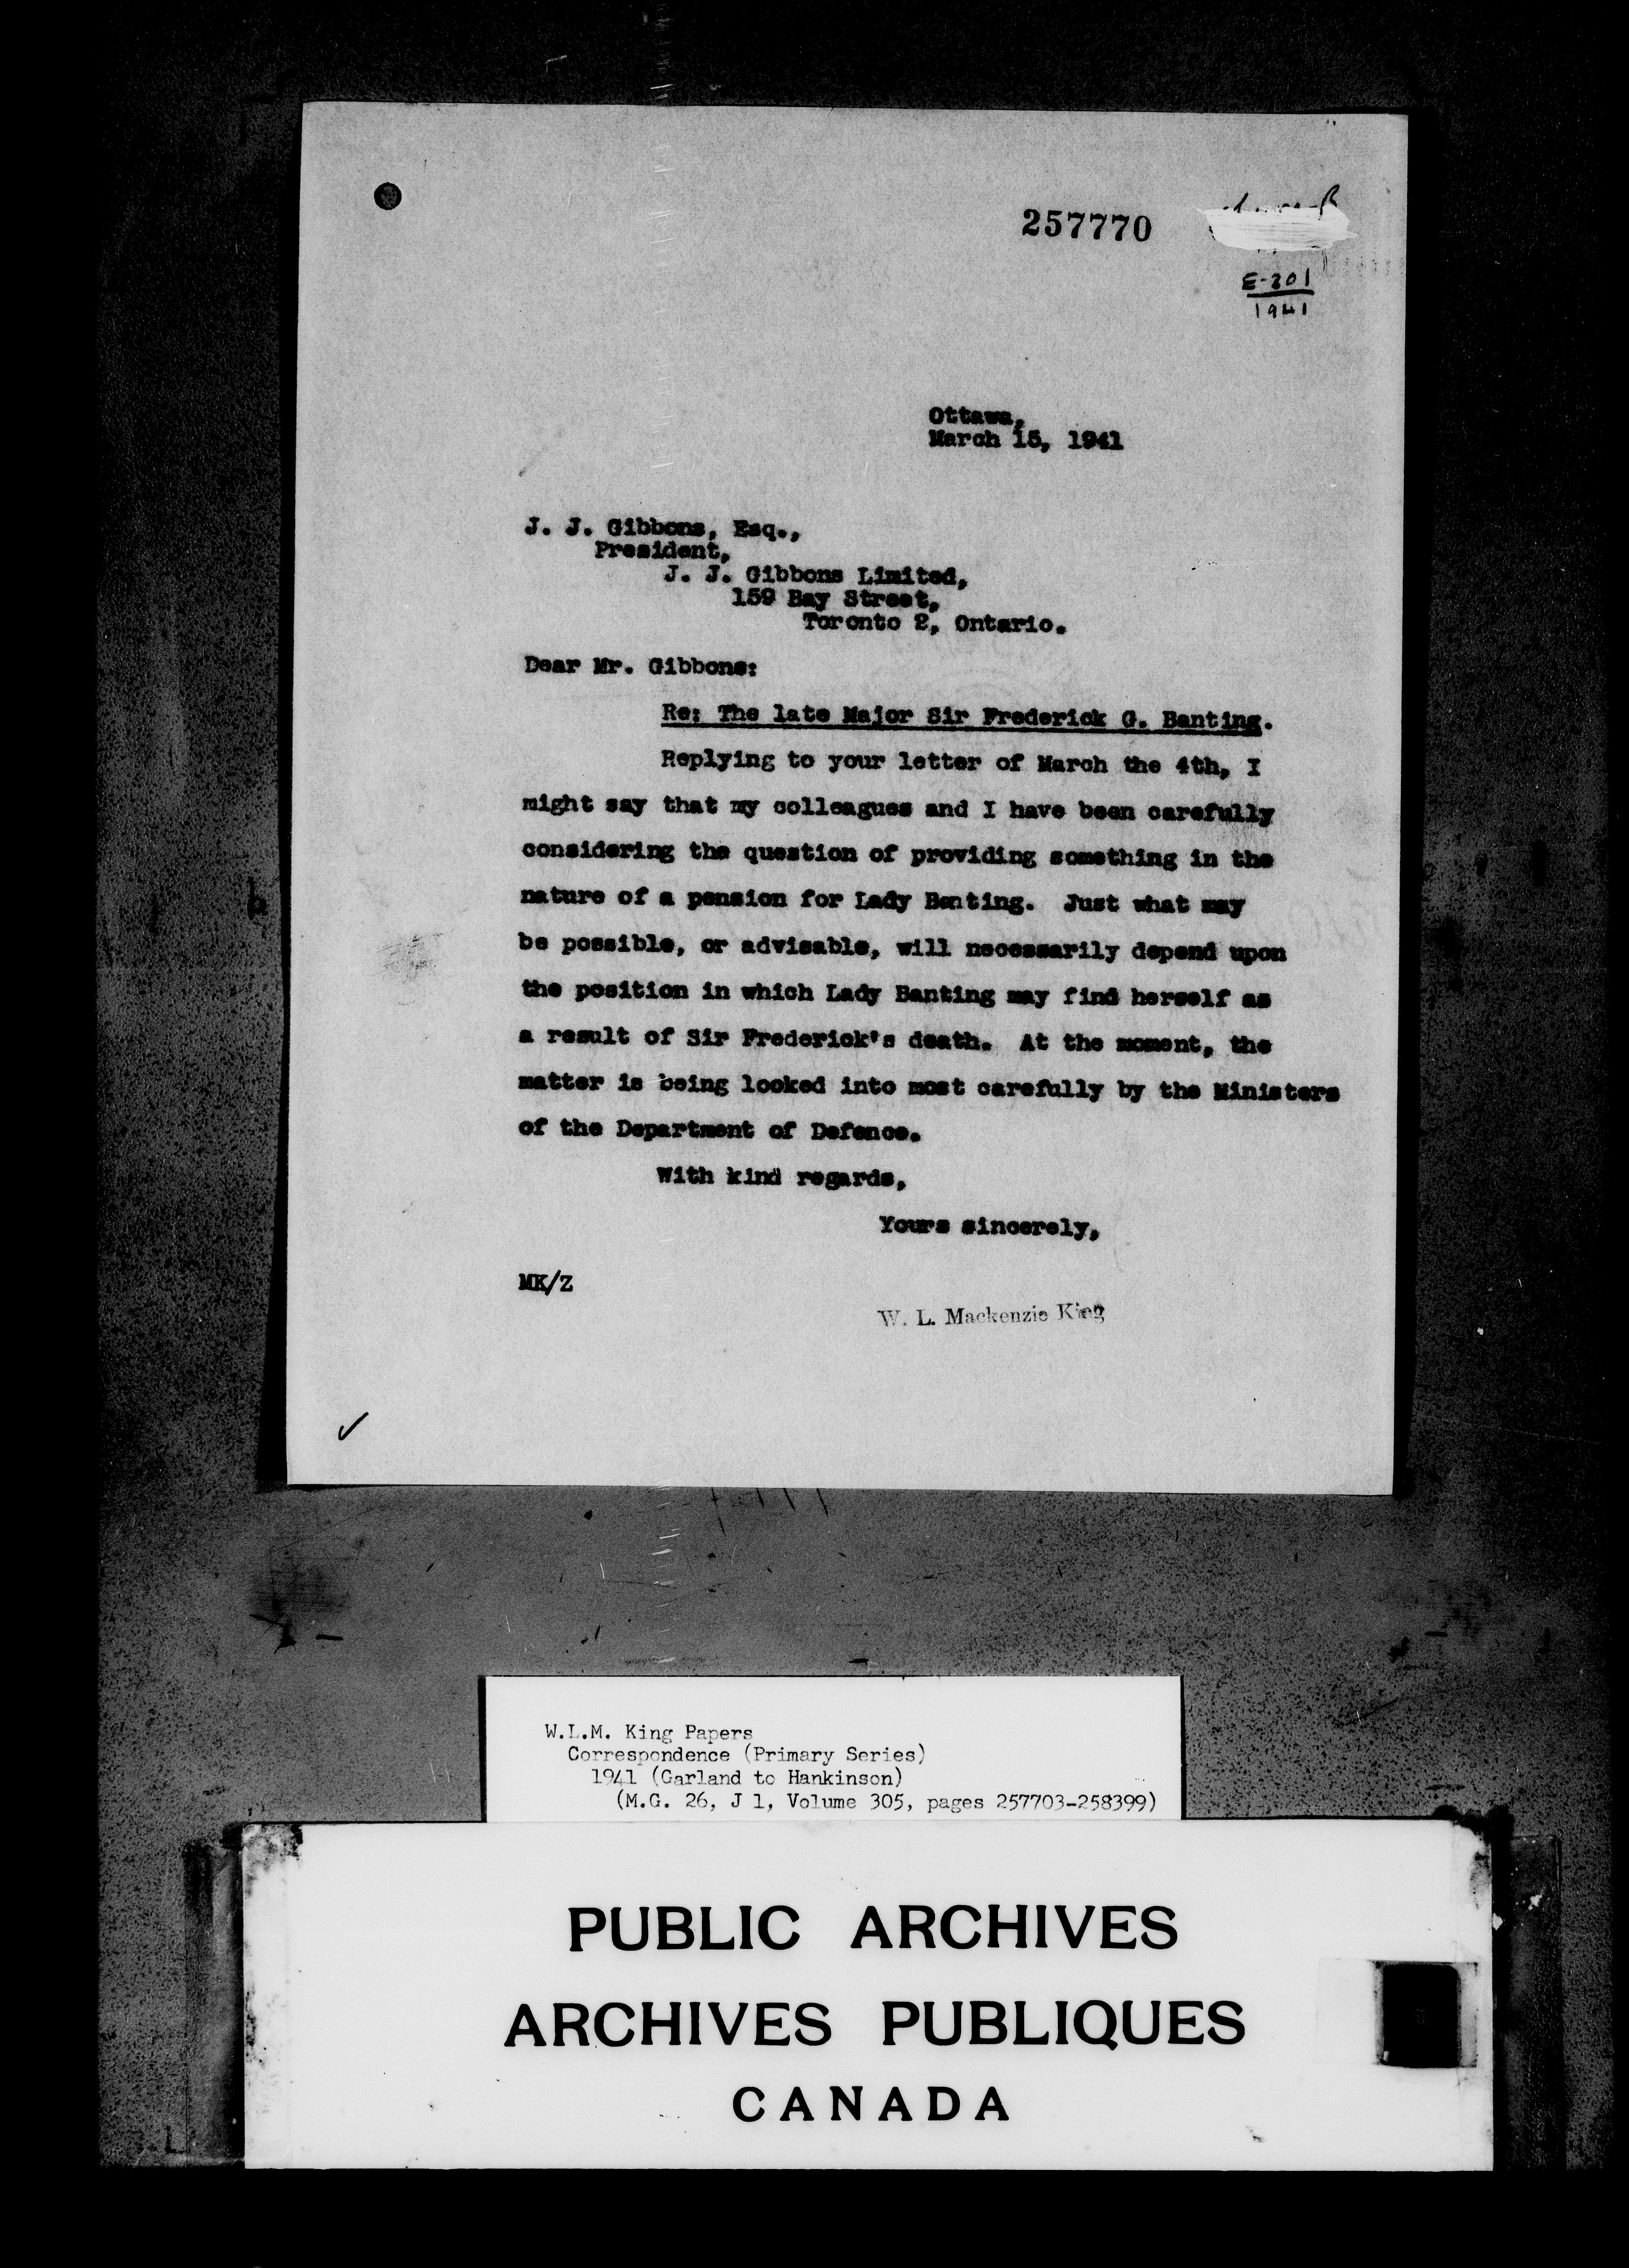 257770
E-201
1941
Ottawa,
March 15, 1941
J. J. Gibbons, Esq.,
President,
J. J. Gibbons Limited,
159 Bay Street,
Toronto 2, Ontario.
Dear Mr. Gibbons:
Re: The late Major Sir Frederick G. Banting.
Replying to your letter of March the 4th, I
might say that my colleagues and I have been carefully
considering the question of providing something in the
nature of a pension for Lady Banting. Just what may
be possible, or advisable, will necessarily depend upon
the position in which Lady Banting may find herself as
a result of Sir Frederick's death. At the moment, the
matter is being looked into most carefully by the Ministers
of the Department of Defence.
With kind regards,
Yours sincerely,
MK/Z
W. L. Mackenzie King
W.L.M. King Papers
Correspondence (Primary Series)
1941 (Garland to Hankinson)
(M.G. 26, J 1, Volume 305, pages 257703-258399)
PUBLIC ARCHIVES
ARCHIVES PUBLIQUES
CANADA